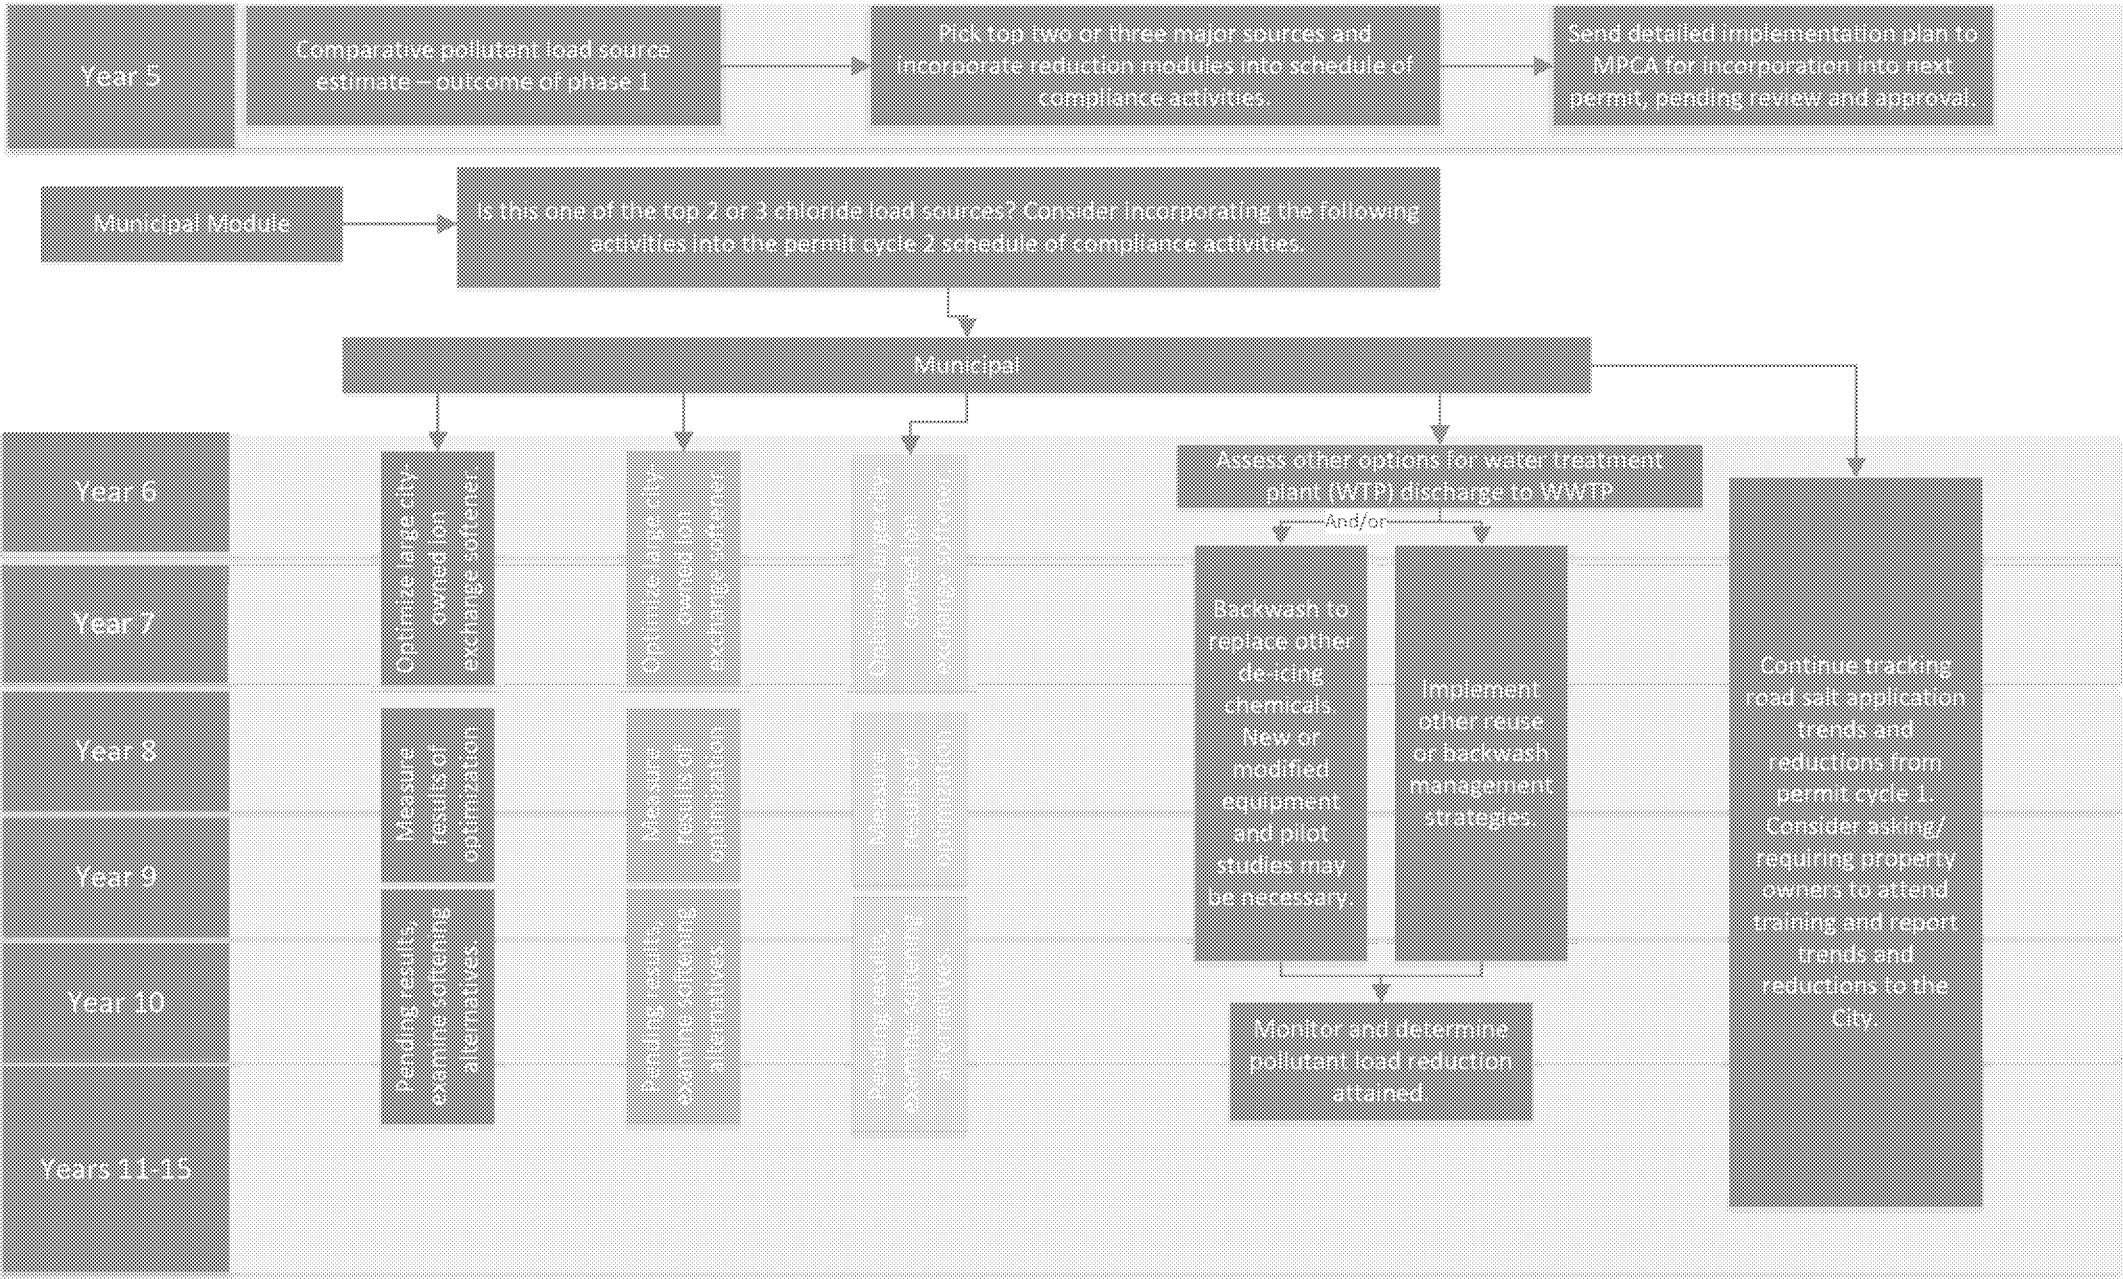 Year 5
Comparative pollutant load source
estimate – outcome of phase 1
Pick top two or three major sources and
incorporate reduction modules into schedule of
compliance activities.
Send detailed implementation plan to
MPCA for incorporation into next
permit, pending review and approval.
Municipal Module
Is this one of the top 2 or 3 chloride load sources? Consider incorporating the following
activities into the permit cycle 2 schedule of compliance activities.
Municipal
Year 6
Year 7
Year 8
Year 9
Year 10
Years 11-15
Optimize large city-
owned ion
exchange softener.
Measure
results of
optimization
Pending results,
examine softening
alternatives.
Optimize large city-
owned ion
exchange softener.
Measure
results of
optimization
Pending results,
examine softening
alternatives.
Optimize large city-
owned ion
exchange softener.
Measure
results of
optimization
Pending results,
examine softening
alternatives.
Assess other options for water treatment
plant (WTP) discharge to WWTP
And/or
Backwash to
replace other
de-icing
chemicals
New or
modified
equipment
and pilot
studies may
be necessary.
Implement
other reuse
or backwash
management
strategies
Monitor and determine
pollutant load reduction
attained
Continue tracking
road salt application
trends and
reductions from
permit cycle 1.
Consider asking/
requiring property
owners to attend
training and report
trends and
reductions to the
City.